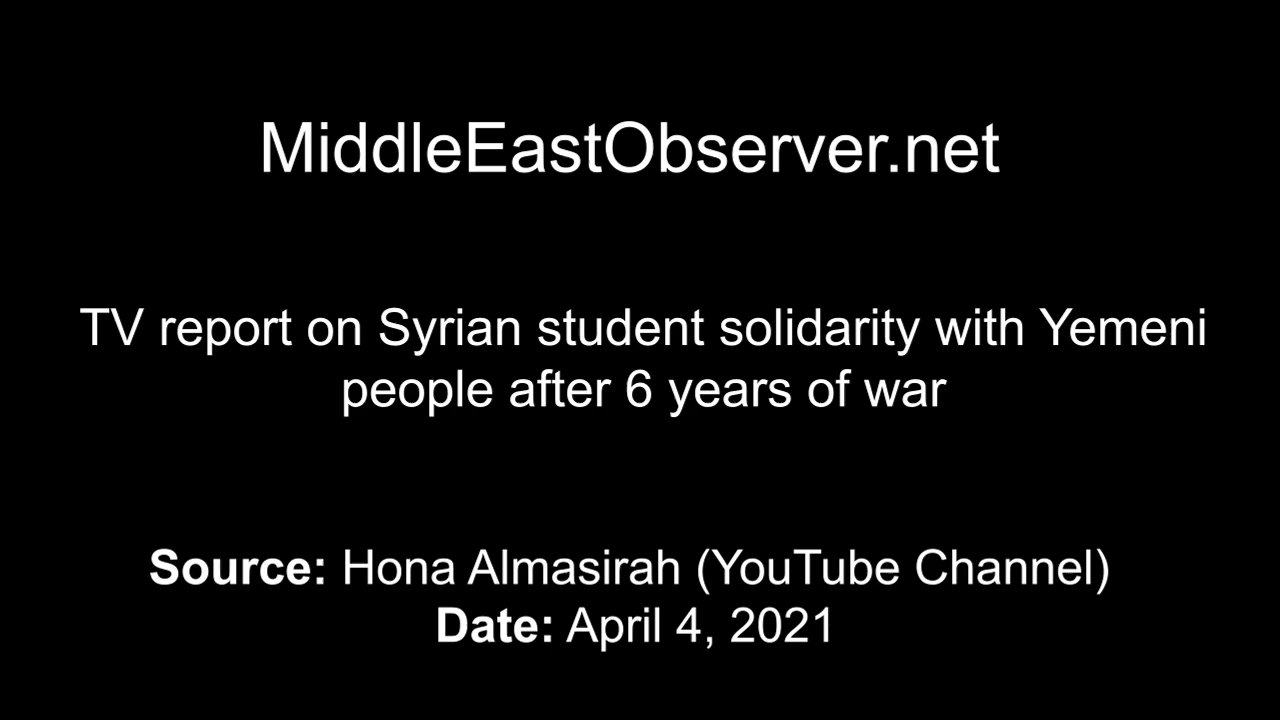 MiddleEastObserver.net
TV report on Syrian student solidarity with Yemeni
people after 6 years of war
Source: Hona Almasirah (YouTube Channel)
Date: April 4, 2021